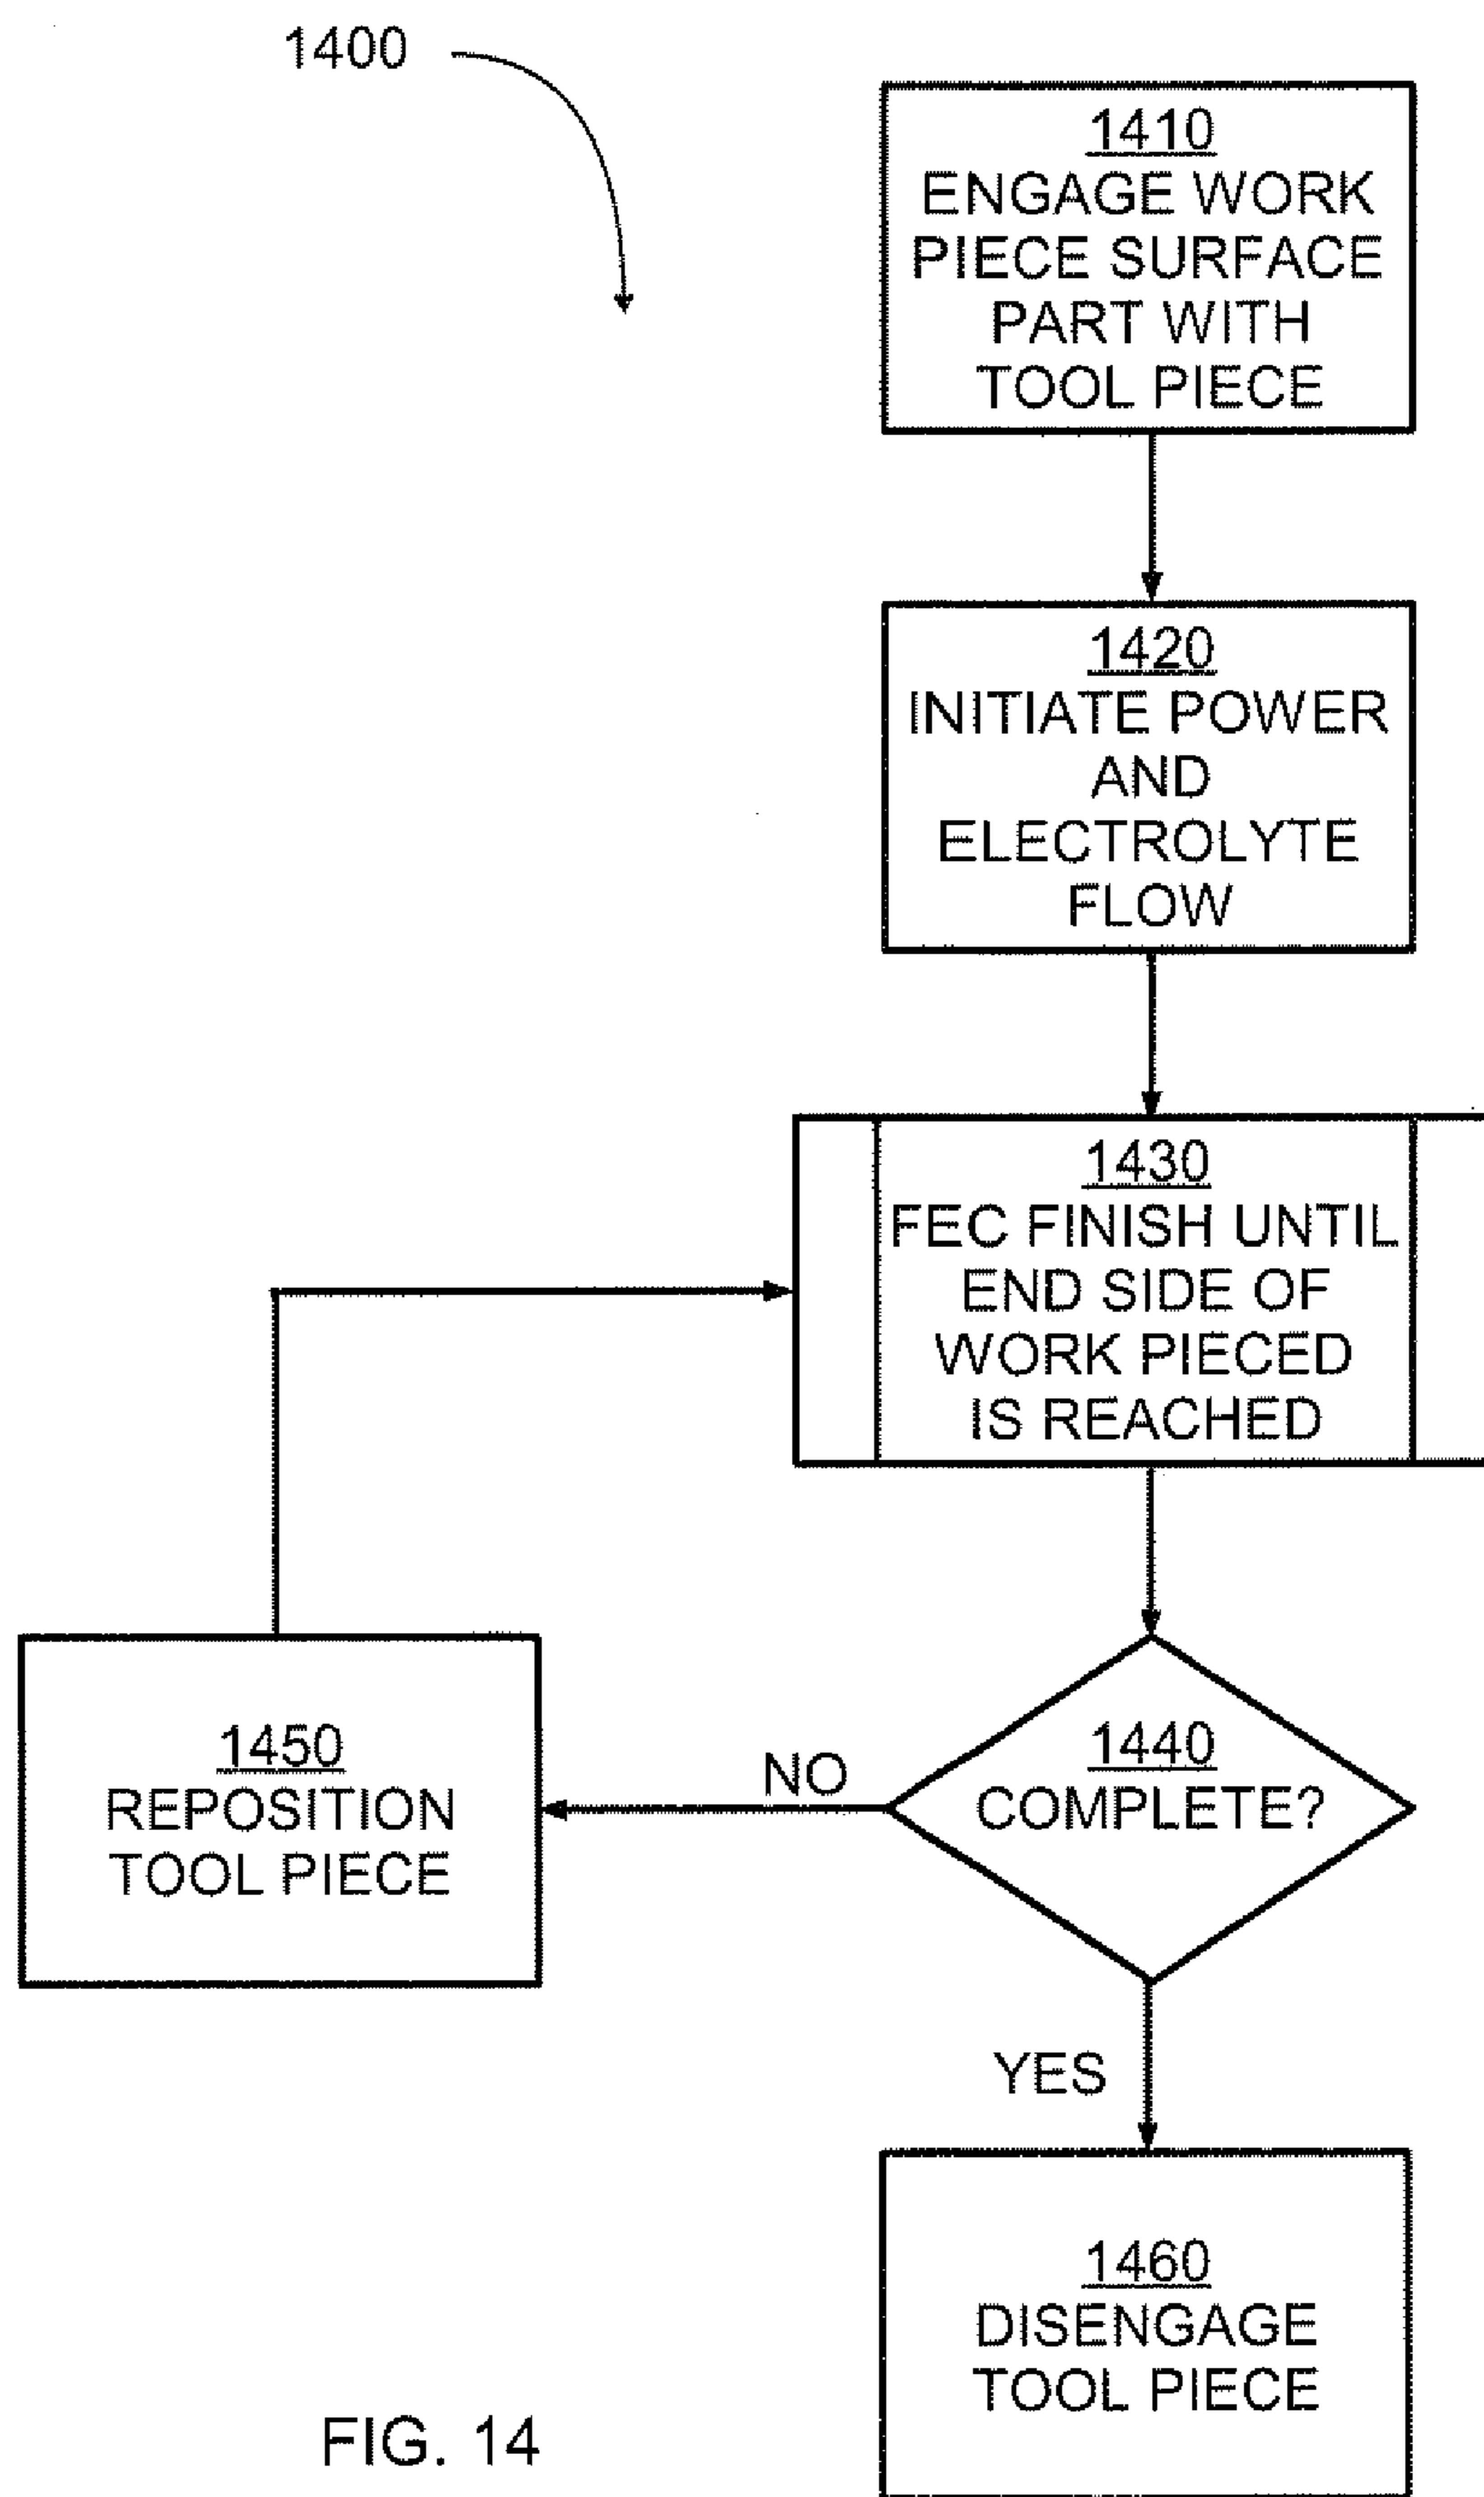 1400
1410
ENGAGE WORK
PIECE SURFACE
PART WITH
TOOL PIECE
1420
INITIATE POWER
AND
ELECTROLYTE
FLOW
1430
FEC FINISH UNTIL
END SIDE OF
WORK PIECED
IS REACHED
1440
COMPLETE?
NO
1450
REPOSITION
TOOL PIECE
YES
1460
DISENGAGE
TOOL PIECE
FIG. 14